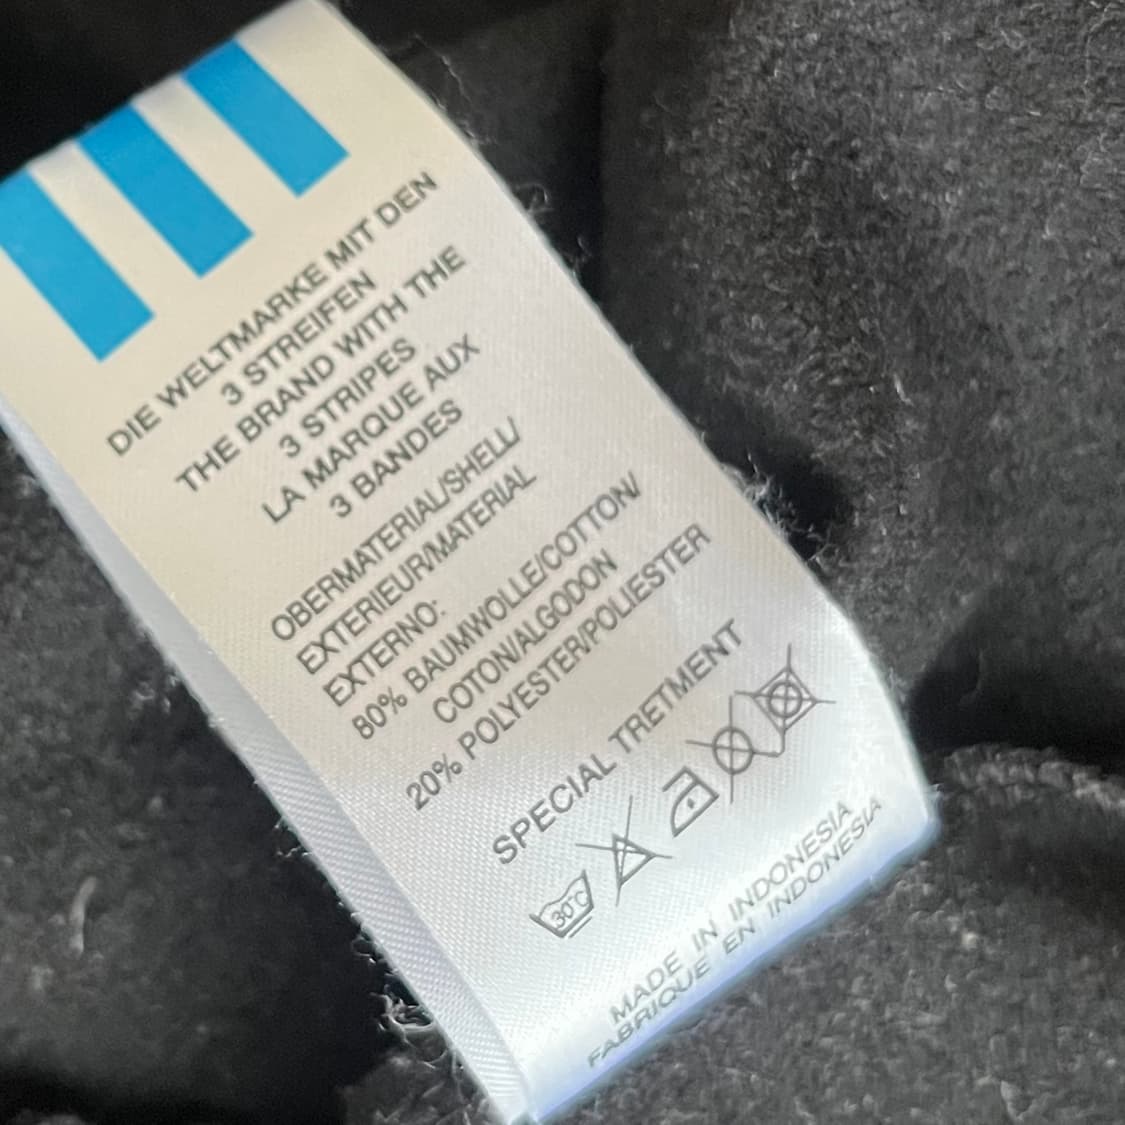 DIE WELTMARKE MIT DEN
3 STREIFEN
THE BRAND WITH THE
3 STRIPES
LA MARQUE AUX
3 BANDES
OBERMATERIAL/SHELL/
EXTERIEUR/MATERIAL
EXTERNO:
80% BAUMWOLLE/COTTON/
COTON/ALGODON
20% POLYESTER/POLIESTER
SPECIAL TRETMENT
30°C
MADE IN INDONESIA
FABRIQUE EN INDONESIA